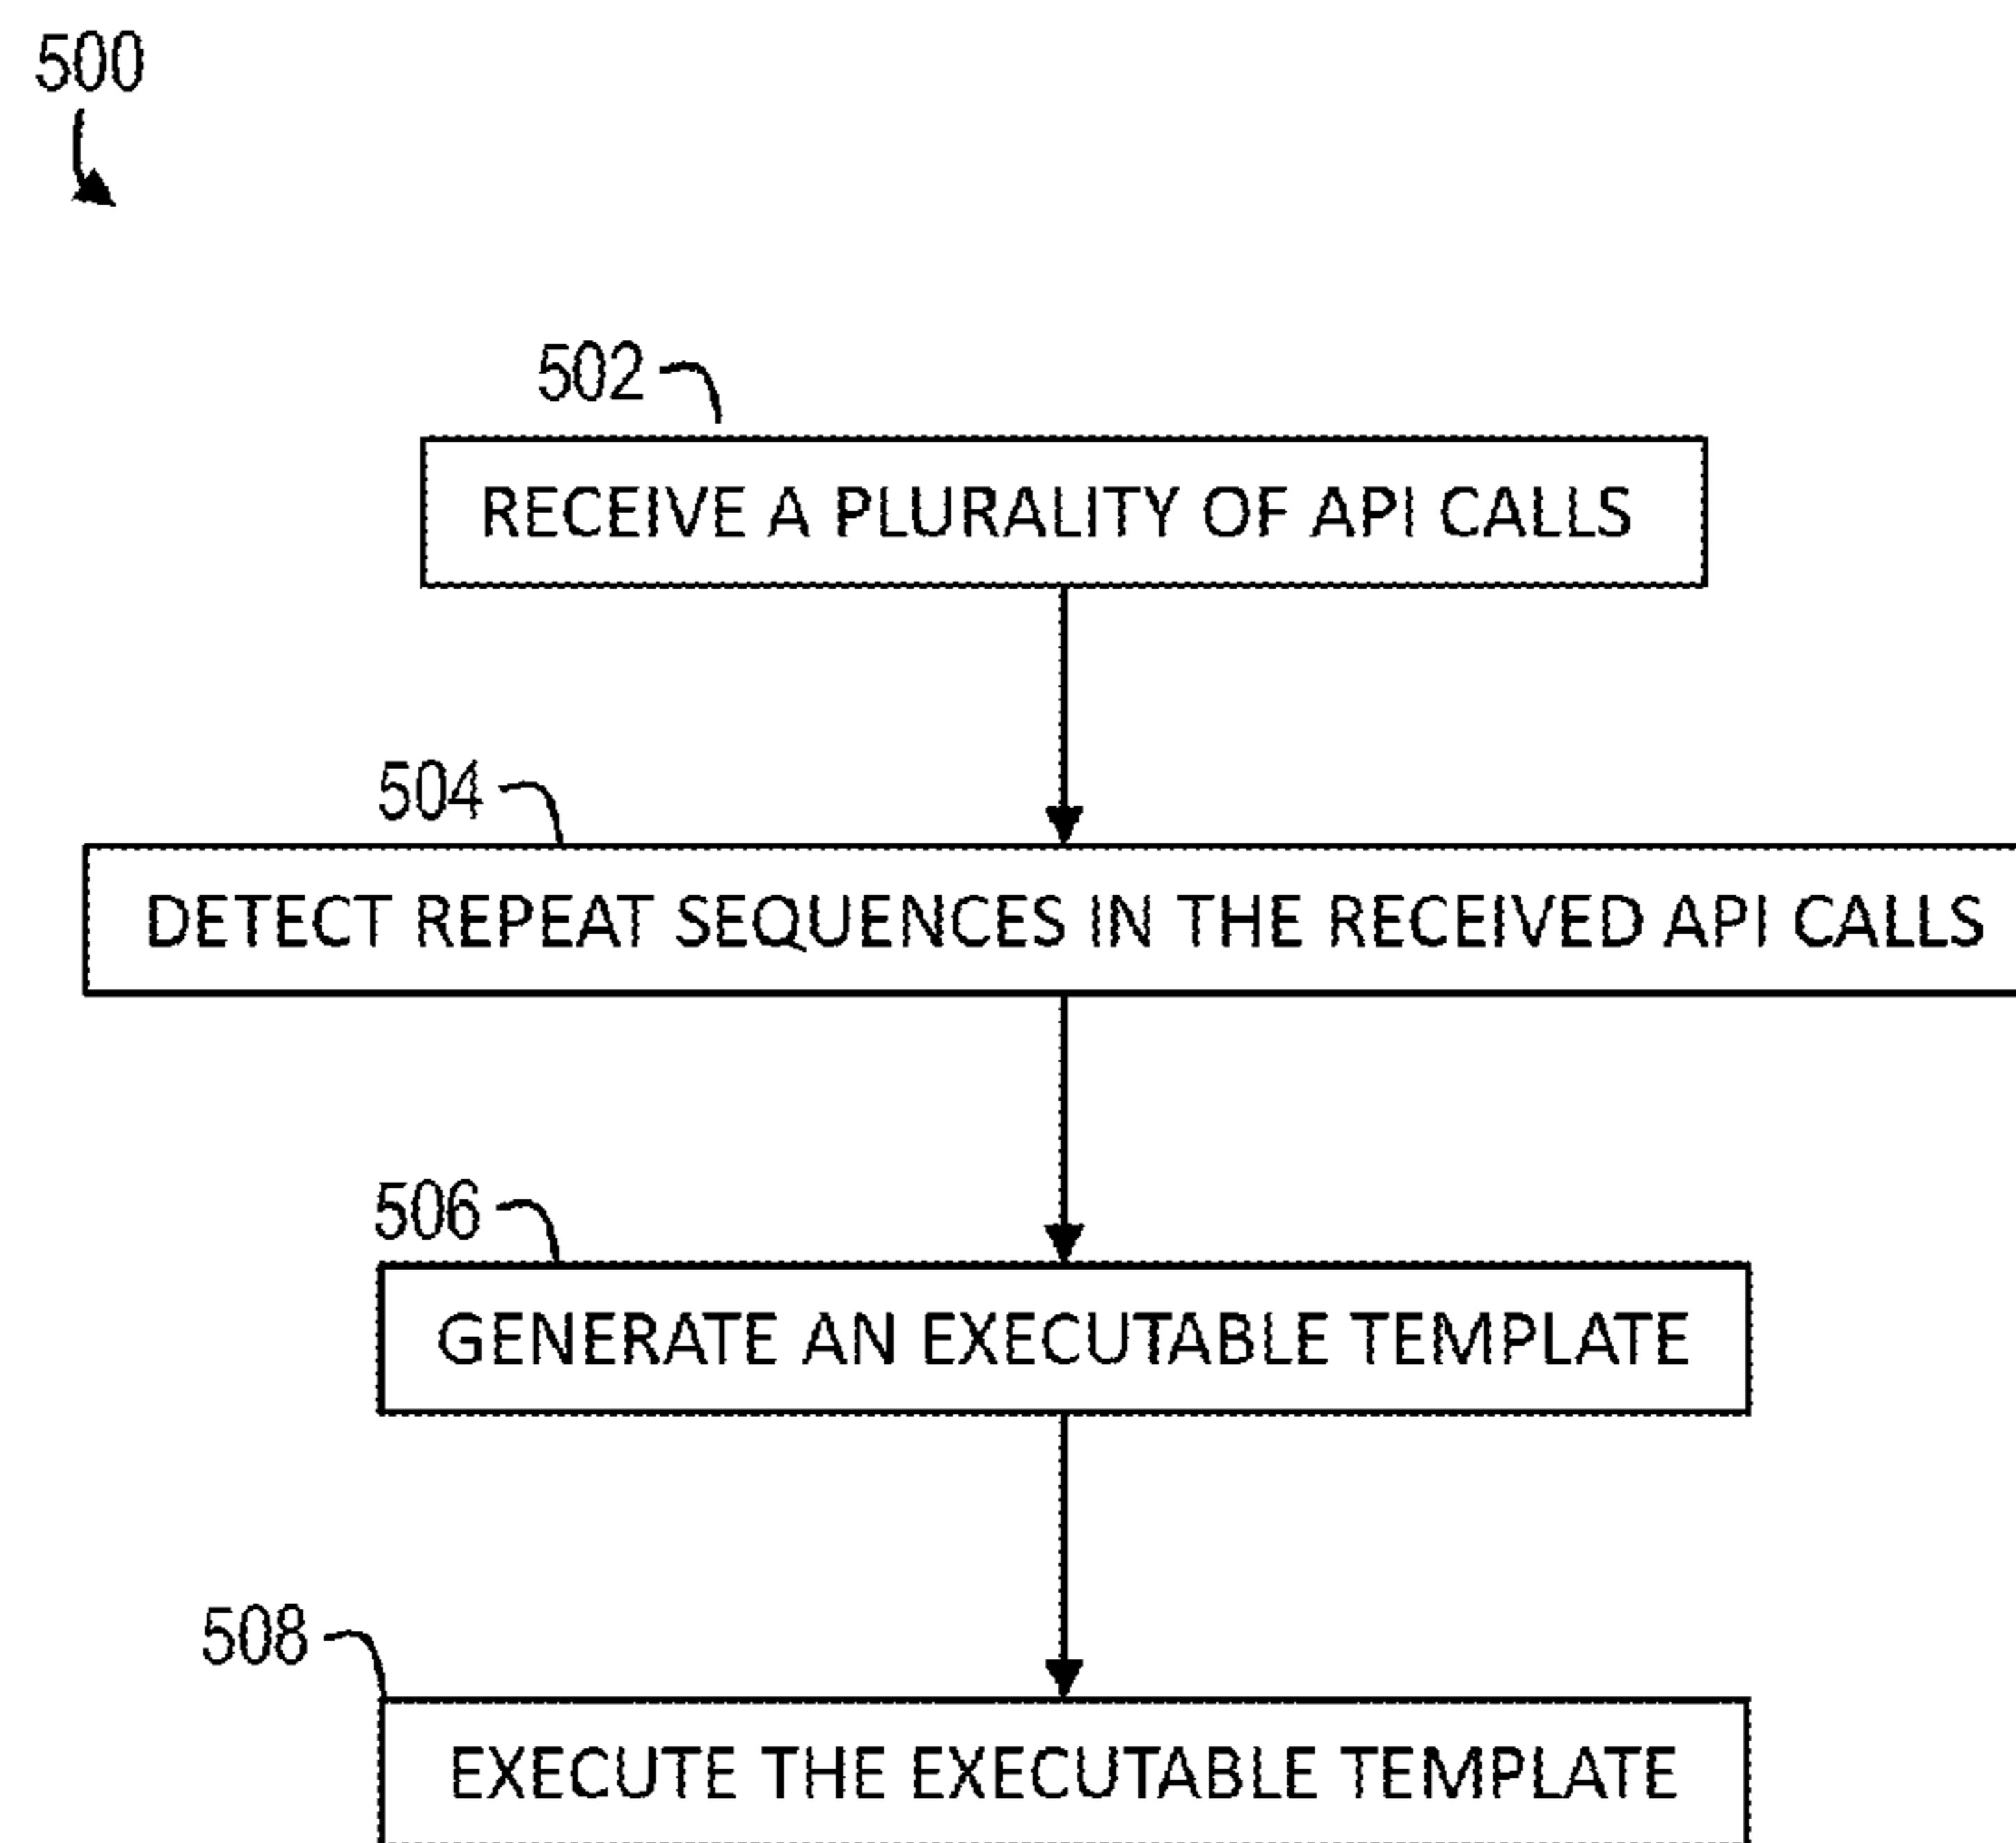 500
502
RECEIVE A PLURALITY OF API CALLS
504
DETECT REPEAT SEQUENCES IN THE RECEIVED API CALLS
506
GENERATE AN EXECUTABLE TEMPLATE
508
EXECUTE THE EXECUTABLE TEMPLATE